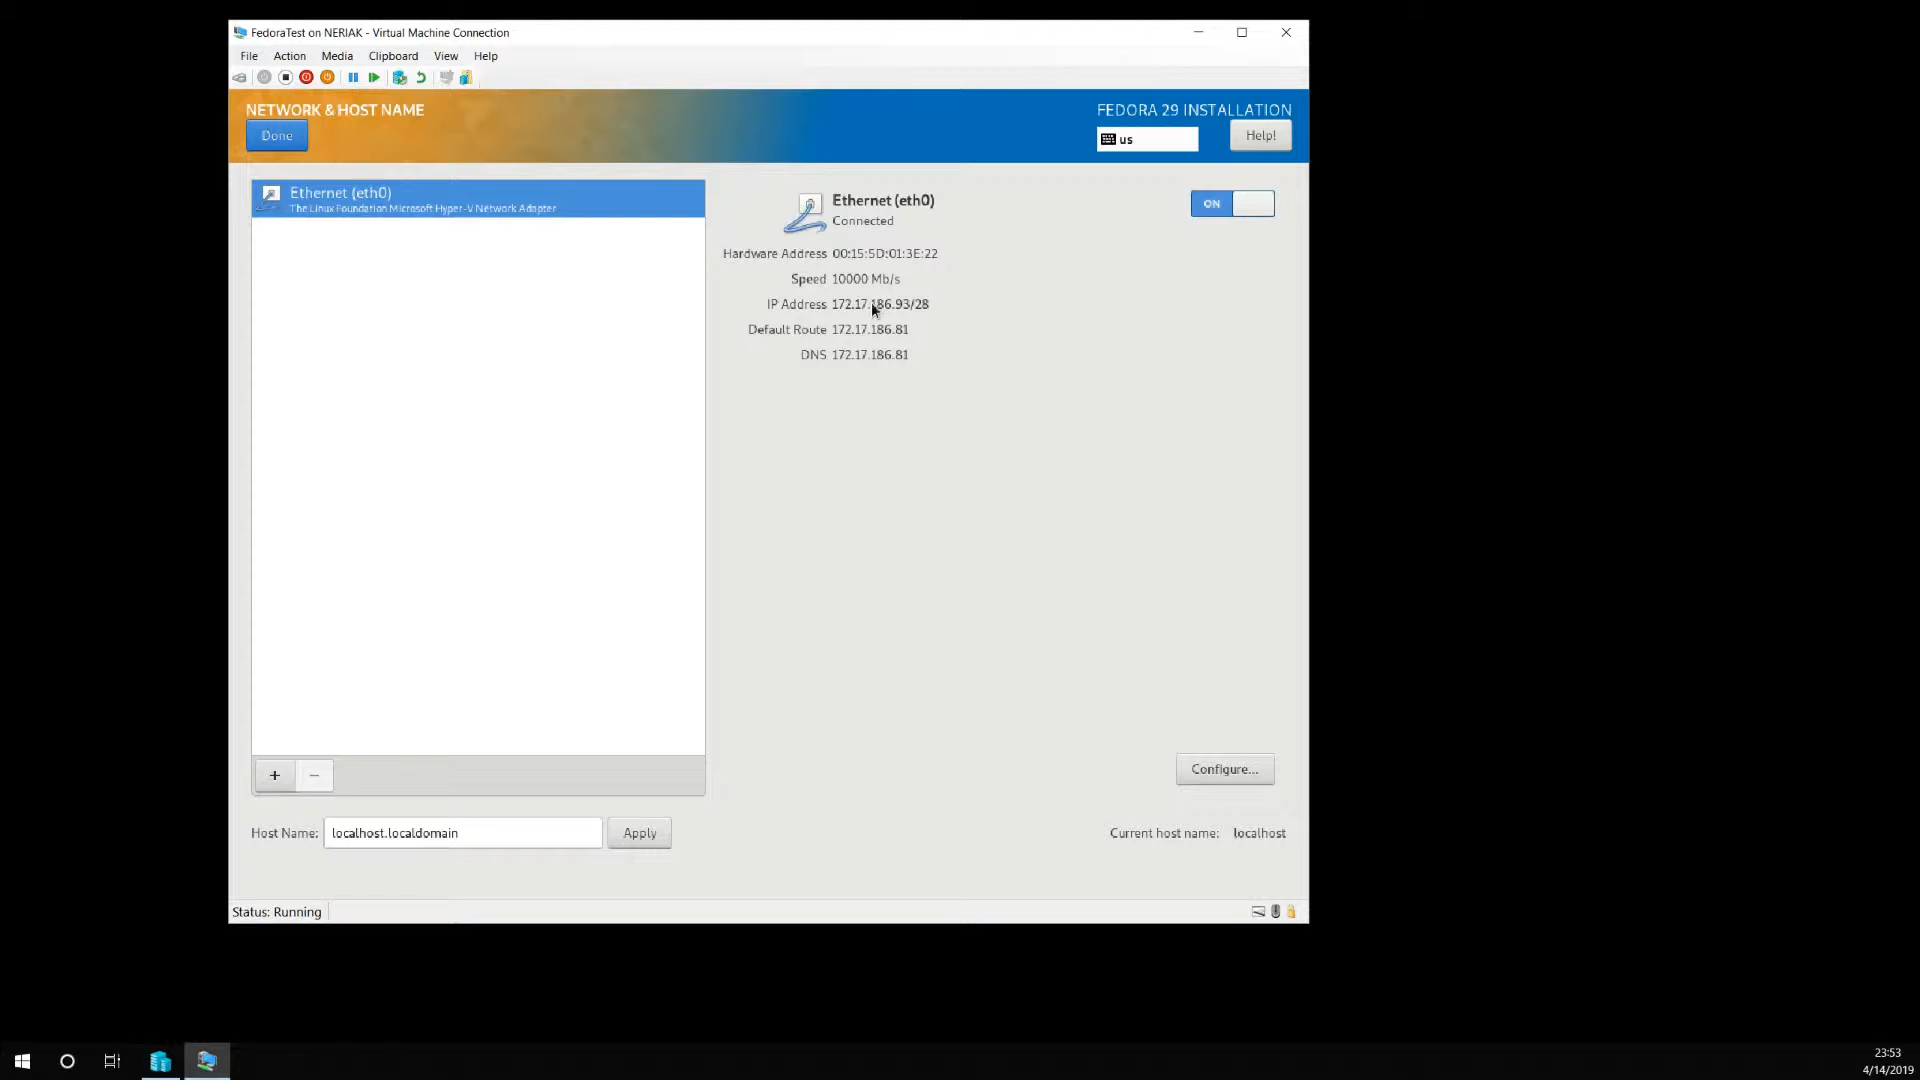 FedoraTest on NERIAK - Virtual Machine Connection
File Action Media Clipboard View Help
NETWORK & HOST NAME
FEDORA 29 INSTALLATION
Done
us
Help!
Ethernet (eth0)
The Linux Foundation Microsoft Hyper-V Network Adapter
Ethernet (eth0)
Connected
ON
Hardware Address 00:15:5D:01:3E:22
Speed 10000 Mb/s
IP Address 172.17.186.93/28
Default Route 172.17.186.81
DNS 172.17.186.81
+ −
Configure...
Host Name: localhost.localdomain Apply
Current host name: localhost
Status: Running
23:53
4/14/2019